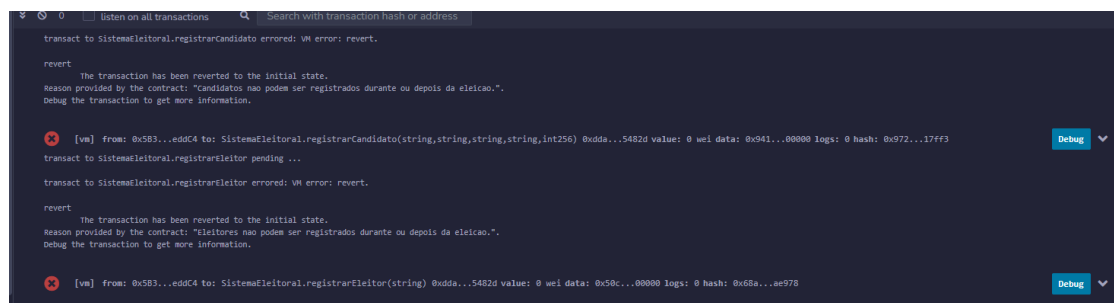 0 listen on all transactions Search with transaction hash or address
transact to SistemaEleitoral.registrarCandidato errored: VM error: revert.
revert
The transaction has been reverted to the initial state.
Reason provided by the contract: "Candidatos nao podem ser registrados durante ou depois da eleicao.".
Debug the transaction to get more information.
[vm] from: 0x5B3...eddC4 to: SistemaEleitoral.registrarCandidato(string,string,string,string,int256) 0xdda...5482d value: 0 wei data: 0x941...00000 logs: 0 hash: 0x972...17ff3 Debug
transact to SistemaEleitoral.registrarEleitor pending ...
transact to SistemaEleitoral.registrarEleitor errored: VM error: revert.
revert
The transaction has been reverted to the initial state.
Reason provided by the contract: "Eleitores nao podem ser registrados durante ou depois da eleicao.".
Debug the transaction to get more information.
[vm] from: 0x5B3...eddC4 to: SistemaEleitoral.registrarEleitor(string) 0xdda...5482d value: 0 wei data: 0x50c...00000 logs: 0 hash: 0x68a...ae978 Debug